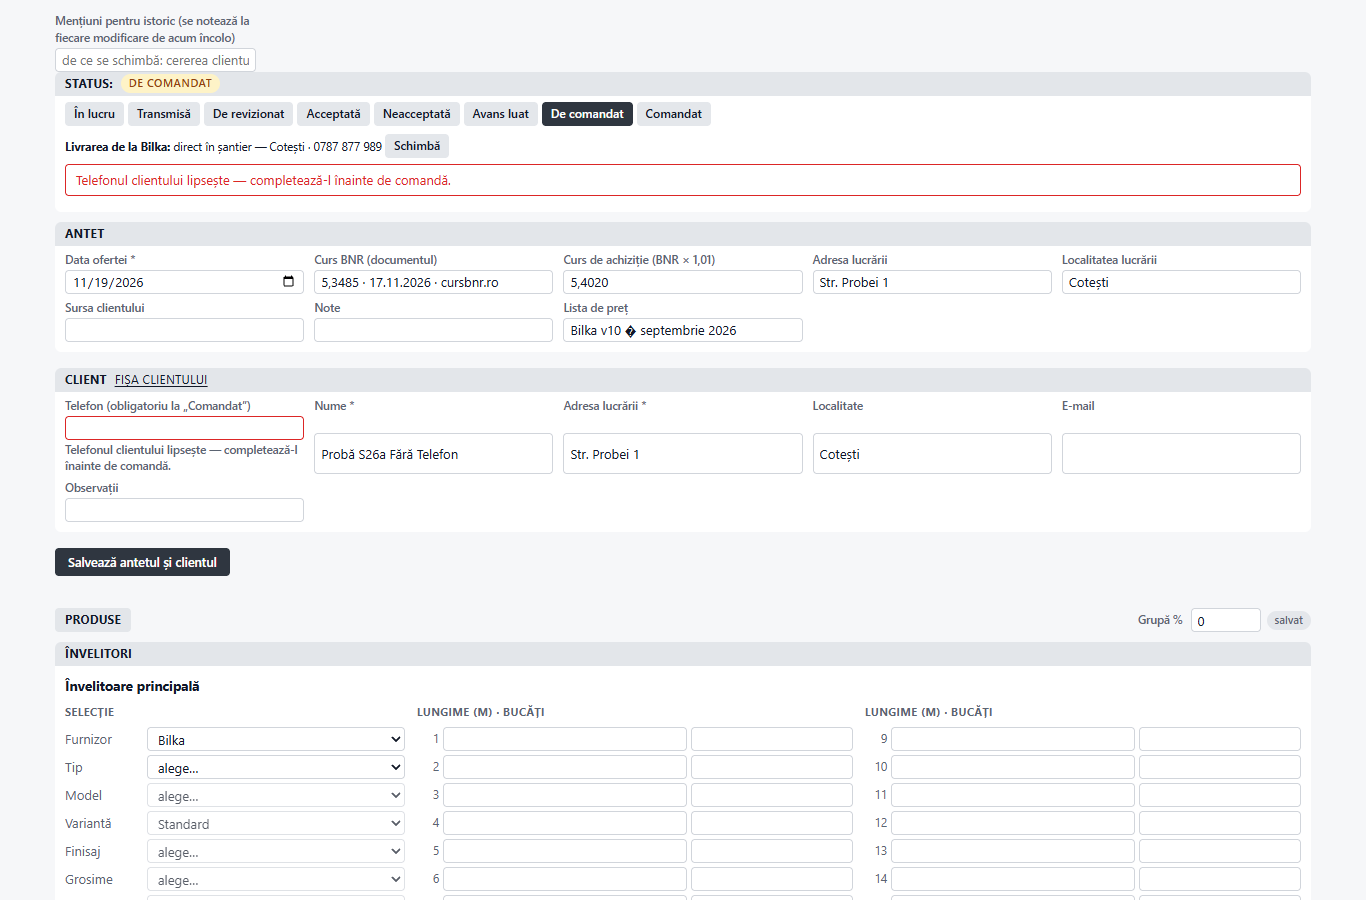 Mențiuni pentru istoric (se notează la
fiecare modificare de acum încolo)
de ce se schimbă: cererea clientu
STATUS: DE COMANDAT
În lucru Transmisă De revizionat Acceptată Neacceptată Avans luat De comandat Comandat
Livrarea de la Bilka: direct în șantier — Cotești · 0787 877 989 Schimbă
Telefonul clientului lipsește — completează-l înainte de comandă.
ANTET
Data ofertei * Curs BNR (documentul) Curs de achiziție (BNR × 1,01) Adresa lucrării Localitatea lucrării
11/19/2026 5,3485 · 17.11.2026 · cursbnr.ro 5,4020 Str. Probei 1 Cotești
Sursa clientului Note Lista de preț
Bilka v10 � septembrie 2026
CLIENT FIȘA CLIENTULUI
Telefon (obligatoriu la „Comandat”) Nume * Adresa lucrării * Localitate E-mail
Probă S26a Fără Telefon Str. Probei 1 Cotești
Telefonul clientului lipsește — completează-l
înainte de comandă.
Observații
Salvează antetul și clientul
PRODUSE Grupă % 0 salvat
ÎNVELITORI
Învelitoare principală
SELECȚIE LUNGIME (M) · BUCĂȚI LUNGIME (M) · BUCĂȚI
Furnizor Bilka 1 9
Tip alege... 2 10
Model alege... 3 11
Variantă Standard 4 12
Finisaj alege... 5 13
Grosime alege... 6 14